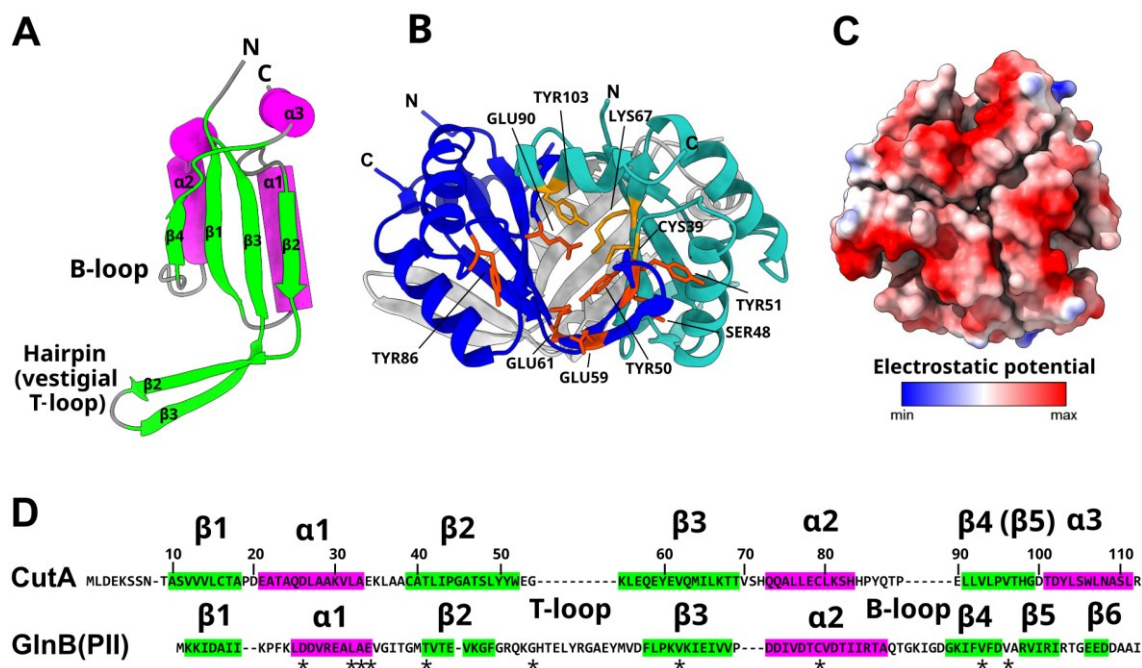 A
B
C
N
C
α3
α2
α1
β4
β1
β3
β2
B-loop
Hairpin
(vestigial
T-loop)
β2
β3
N
C
GLU90
TYR103
N
LYS67
C
CYS39
TYR51
SER48
TYR50
GLU59
GLU61
TYR86
Electrostatic potential
min
max
D
β1 α1 β2 β3 α2 β4 (β5) α3
10 20 30 40 50 60 70 80 90 100 110
CutA MLDEKSSNTASVVVLCTAPDEATAQDLAAKVLAEKLAACATLIPGATSLYYWEG-----------KLEQEYEVQMILKTTVSHQQALLECLKSHHPYQTP-----ELLVLPVTHGDTDYLSWLNASLR
β1 α1 β2 T-loop β3 α2 B-loop β4 β5 β6
GlnB(PII) MKKIDAII--KPFKLDDVREALAEVGITGMTVTE-VKGFGRQKGHTELYRGAEYMVDFLPKVKIEIVVP--DDIVDTCVDTIIRTAQTGKIGDGKIFVFDVARVIRIRTGEEDDAAI
* *** * * * * * *